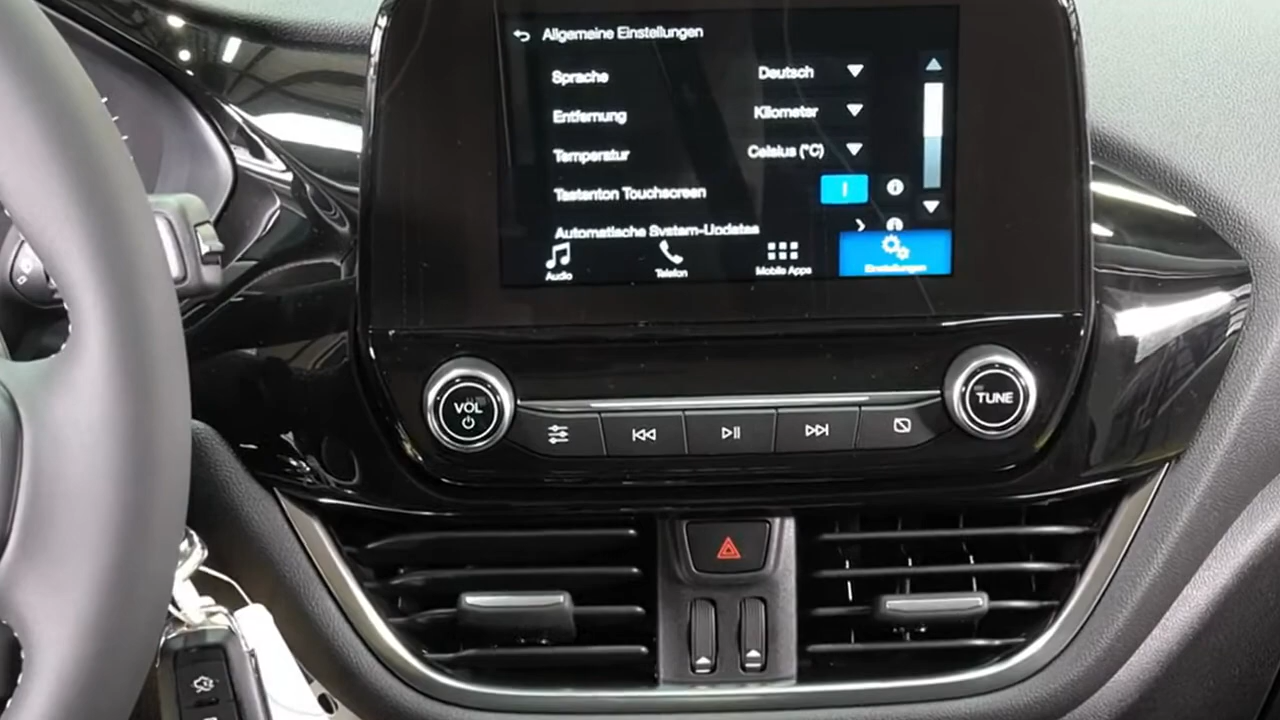 Allgemeine Einstellungen
Sprache Deutsch
Entfernung Kilometer
Temperatur Celsius (°C)
Tastenton Touchscreen
Automatische System-Updates
Audio Telefon Mobile Apps Einstellungen
VOL TUNE